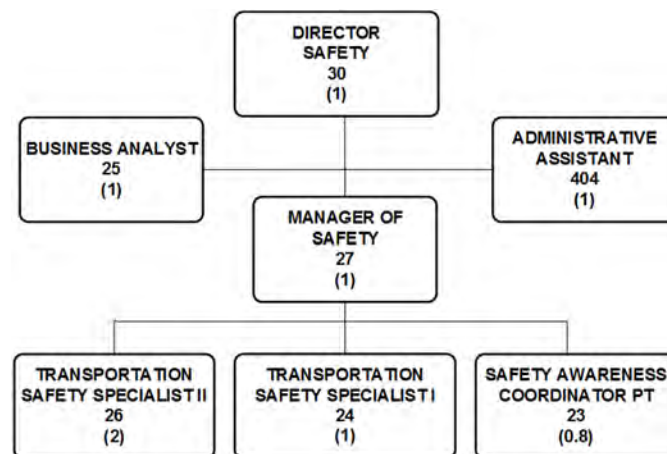 DIRECTOR
SAFETY
30
(1)
BUSINESS ANALYST
25
(1)
ADMINISTRATIVE
ASSISTANT
404
(1)
MANAGER OF
SAFETY
27
(1)
TRANSPORTATION
SAFETY SPECIALIST II
26
(2)
TRANSPORTATION
SAFETY SPECIALIST I
24
(1)
SAFETY AWARENESS
COORDINATOR PT
23
(0.8)